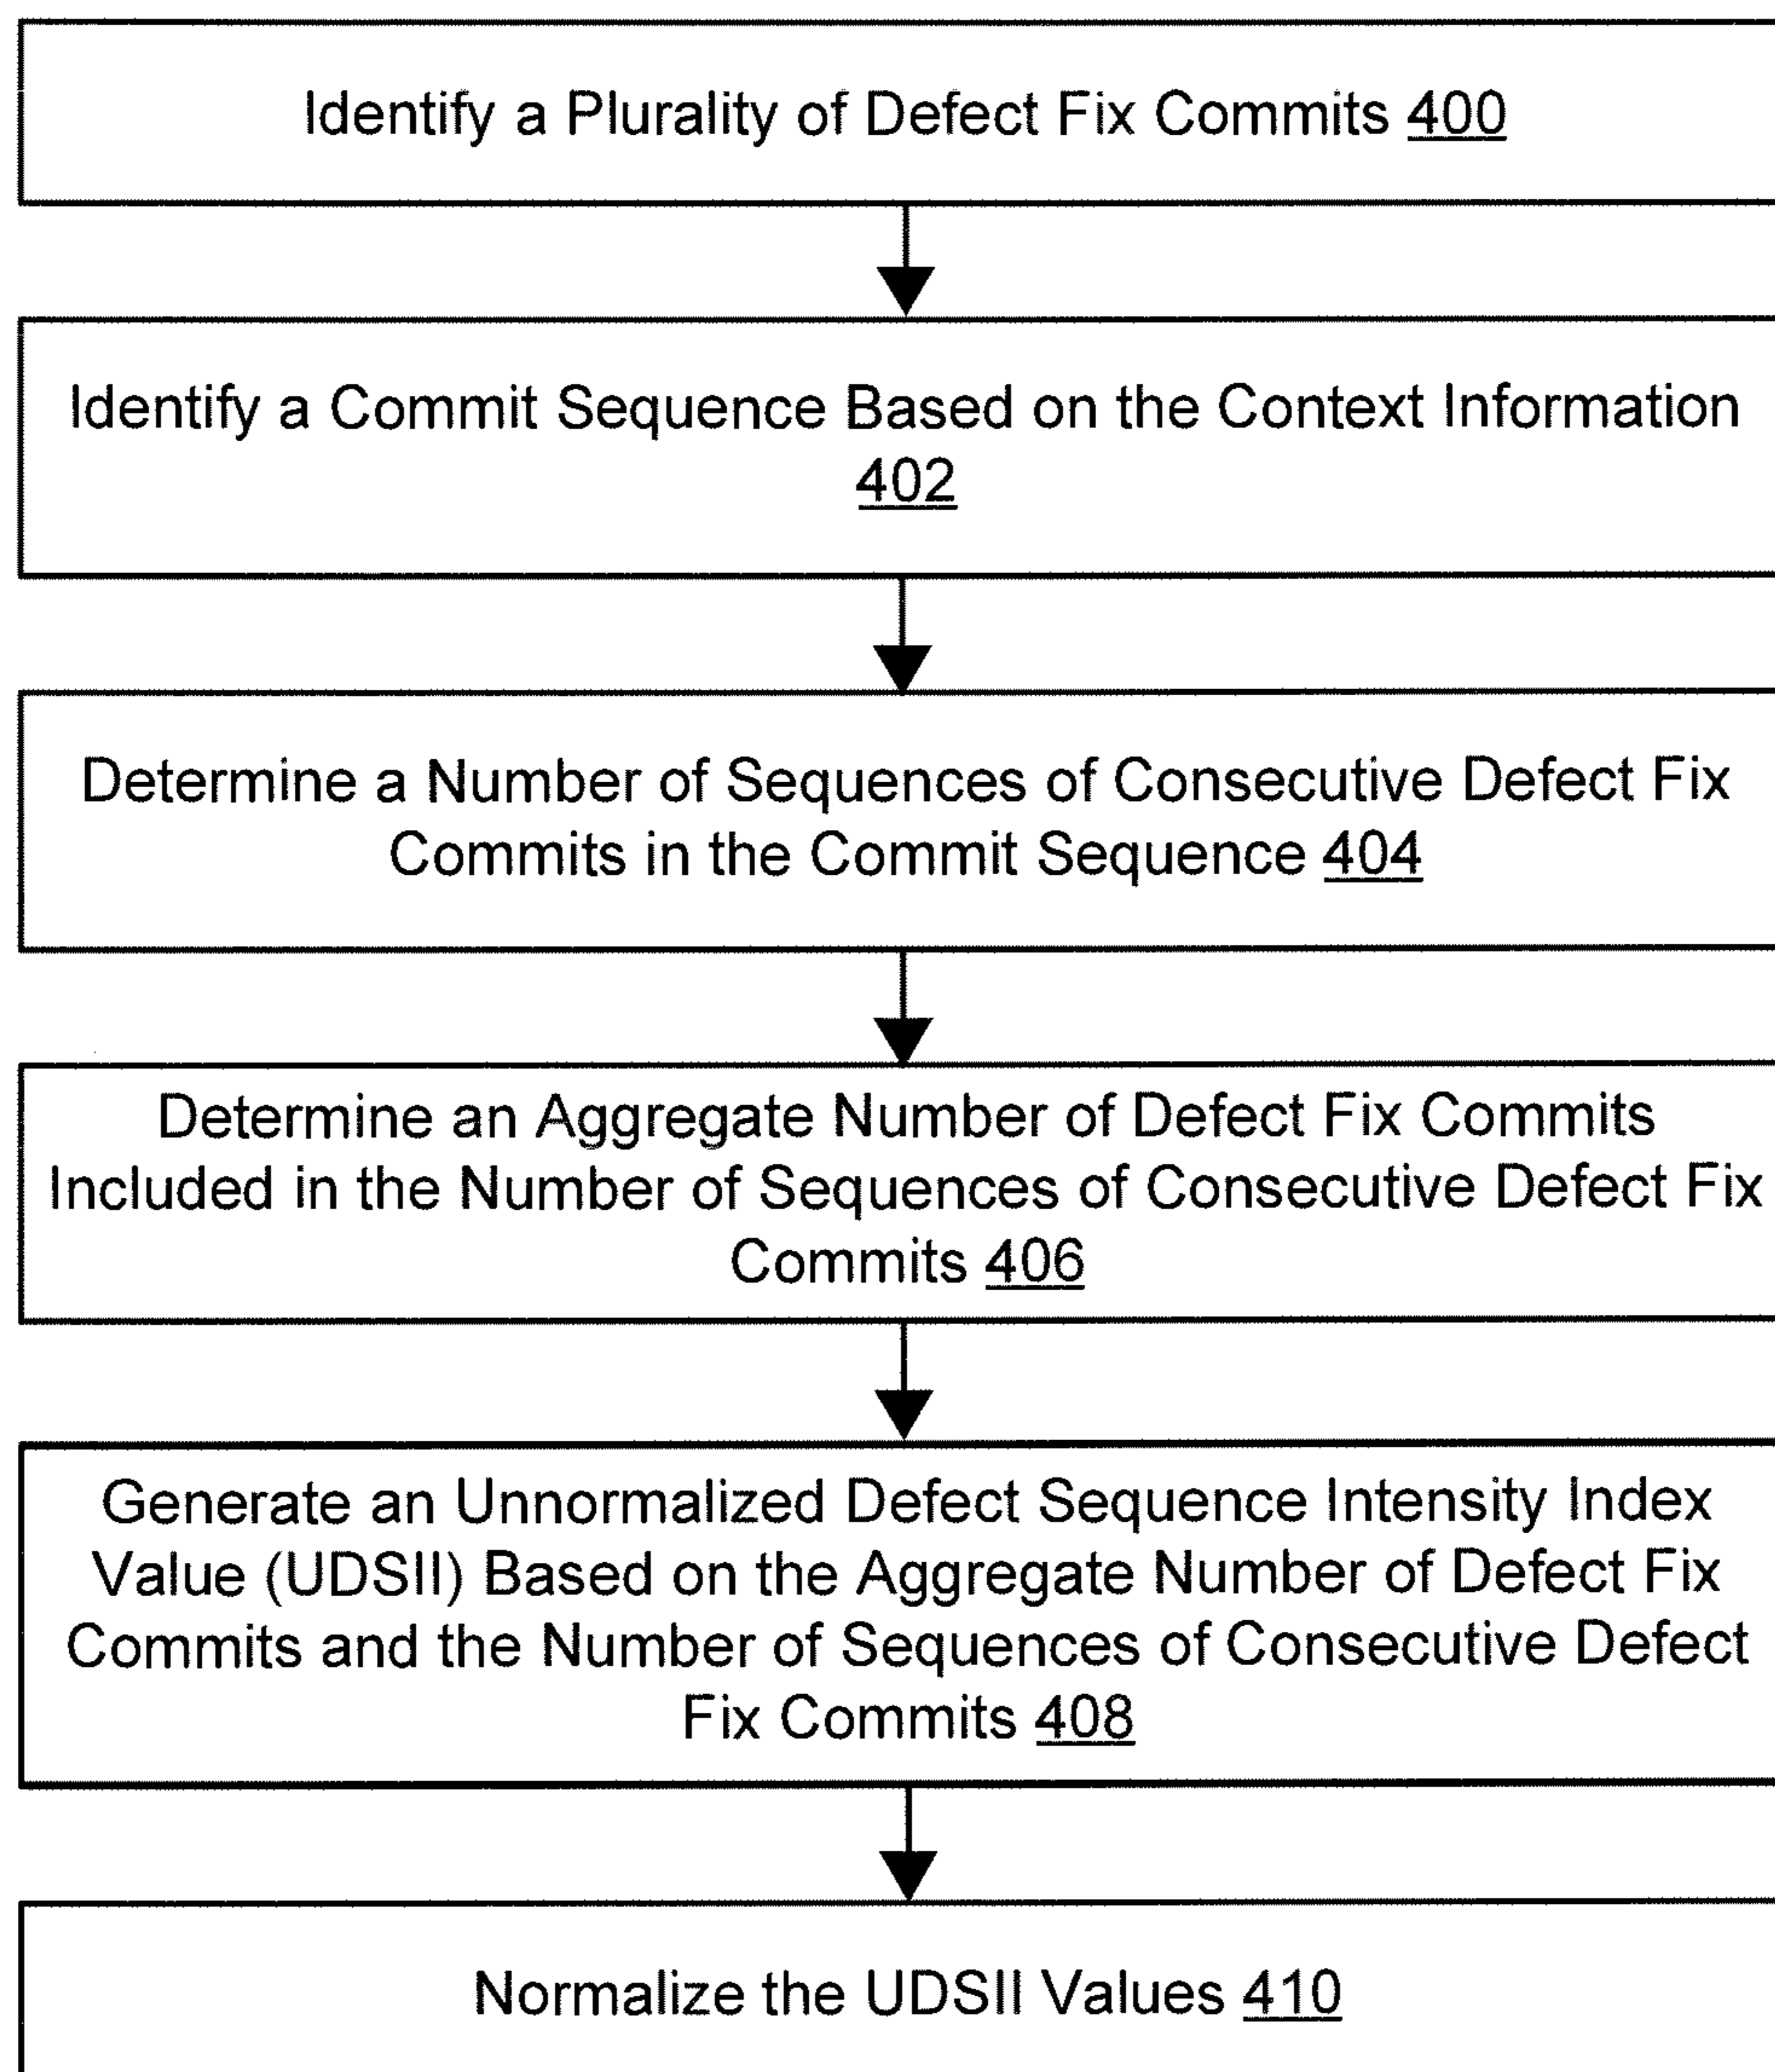 Identify a Plurality of Defect Fix Commits 400
Identify a Commit Sequence Based on the Context Information
402
Determine a Number of Sequences of Consecutive Defect Fix
Commits in the Commit Sequence 404
Determine an Aggregate Number of Defect Fix Commits
Included in the Number of Sequences of Consecutive Defect Fix
Commits 406
Generate an Unnormalized Defect Sequence Intensity Index
Value (UDSII) Based on the Aggregate Number of Defect Fix
Commits and the Number of Sequences of Consecutive Defect
Fix Commits 408
Normalize the UDSII Values 410